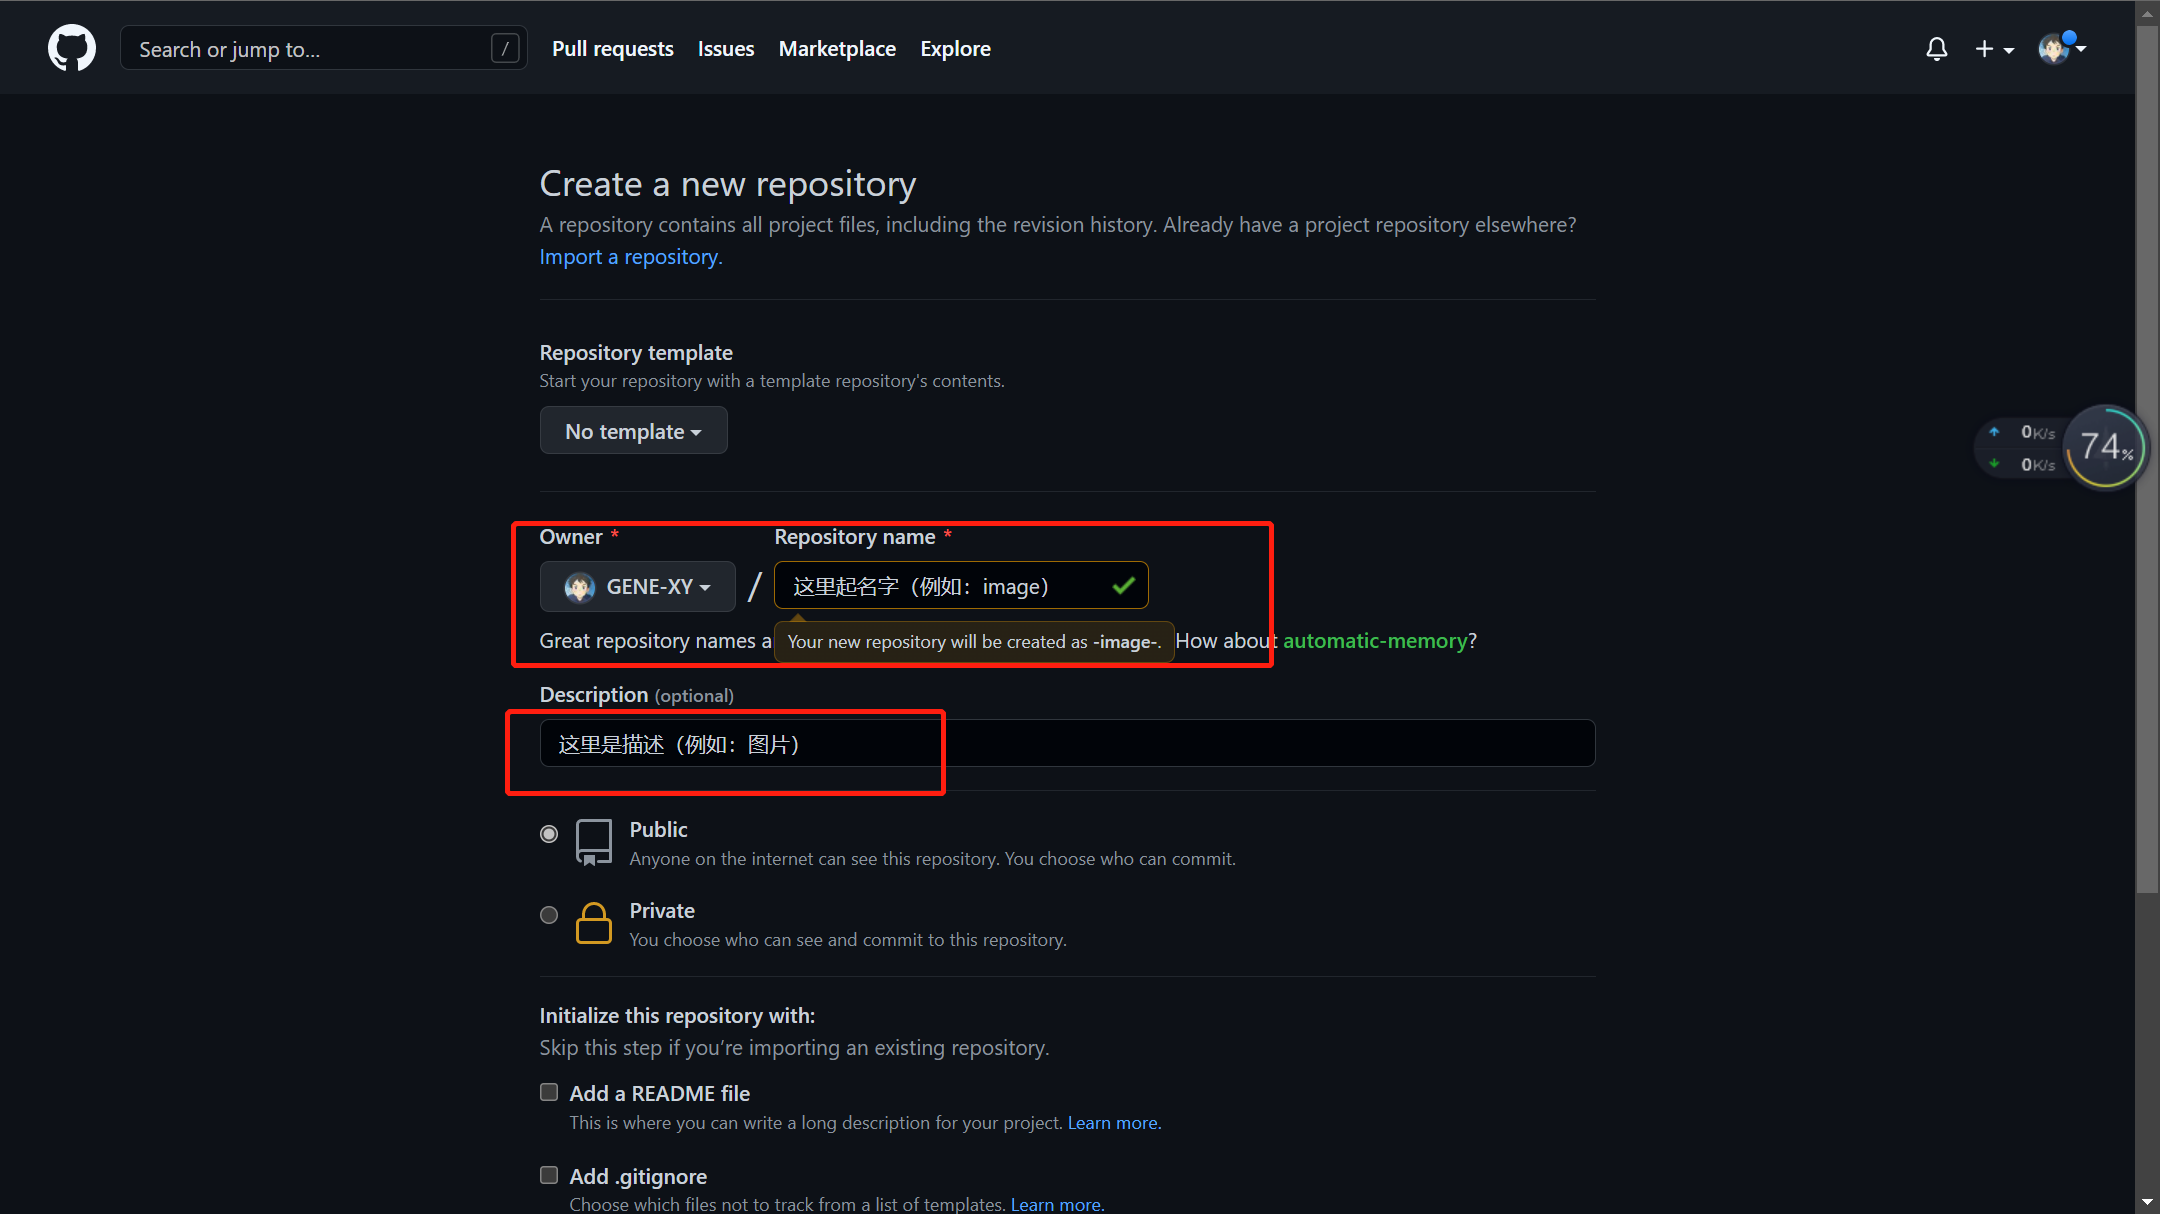 Search or jump to...
/
Pull requests
Issues
Marketplace
Explore
Create a new repository
A repository contains all project files, including the revision history. Already have a project repository elsewhere?
Import a repository.
Repository template
Start your repository with a template repository's contents.
No template
0K/s
0K/s
74%
Owner *
Repository name *
GENE-XY
/
这里起名字（例如：image）
Great repository names a
Your new repository will be created as -image-.
How about automatic-memory?
Description (optional)
这里是描述（例如：图片）
Public
Anyone on the internet can see this repository. You choose who can commit.
Private
You choose who can see and commit to this repository.
Initialize this repository with:
Skip this step if you’re importing an existing repository.
Add a README file
This is where you can write a long description for your project. Learn more.
Add .gitignore
Choose which files not to track from a list of templates. Learn more.